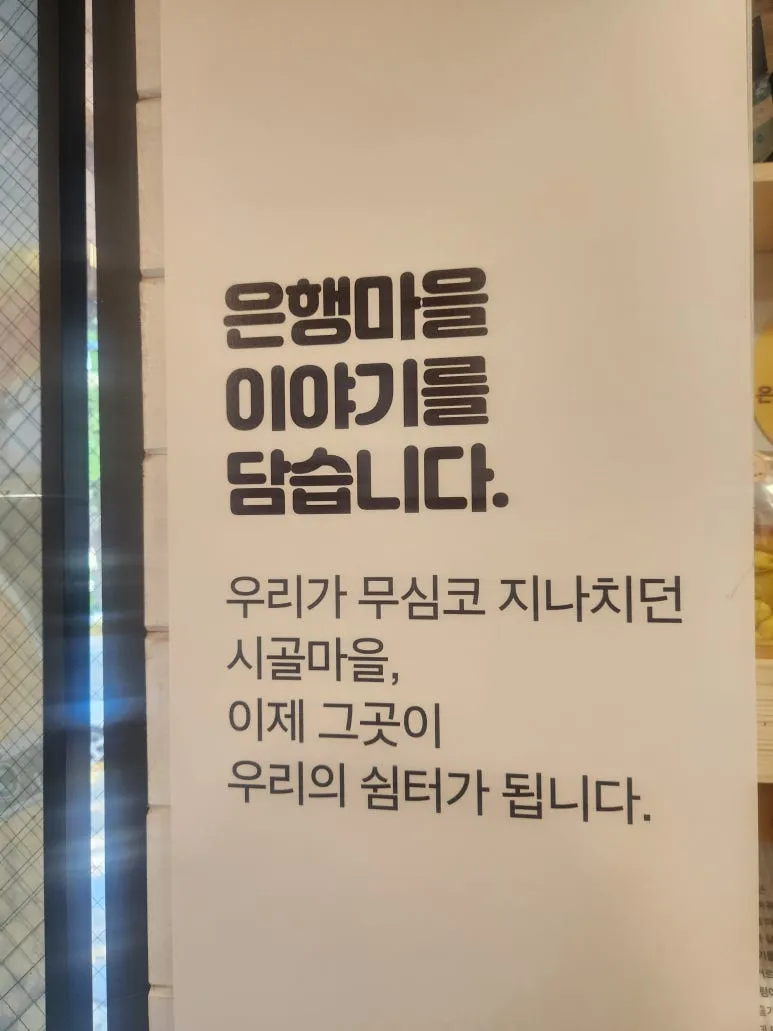 은행마을
이야기를
담습니다.
우리가 무심코 지나치던
시골마을,
이제 그곳이
우리의 쉼터가 됩니다.